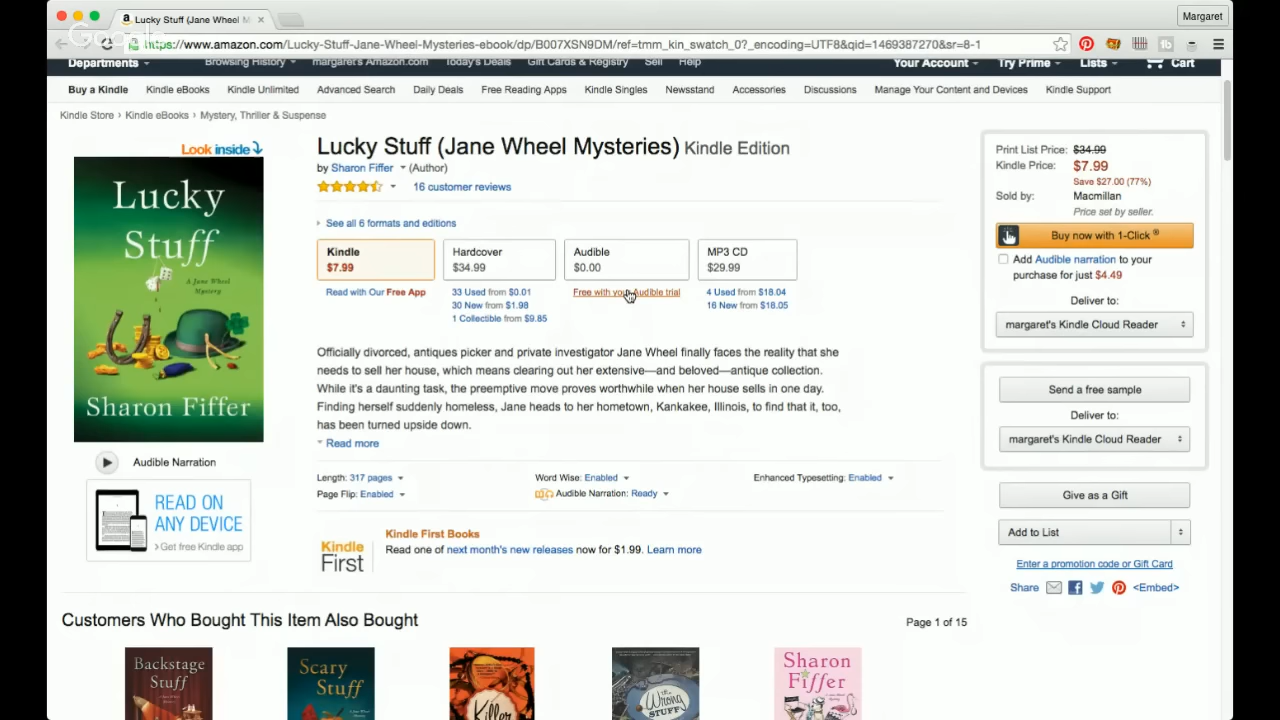 Lucky Stuff (Jane Wheel M
Margaret
Google
https://www.amazon.com/Lucky-Stuff-Jane-Wheel-Mysteries-ebook/dp/B007XSN9DM/ref=tmm_kin_swatch_0?_encoding=UTF8&qid=1469387270&sr=8-1
Departments Browsing History margaret's Amazon.com Today's Deals Gift Cards & Registry Sell Help Your Account Try Prime Lists Cart
Buy a Kindle Kindle eBooks Kindle Unlimited Advanced Search Daily Deals Free Reading Apps Kindle Singles Newsstand Accessories Discussions Manage Your Content and Devices Kindle Support
Kindle Store › Kindle eBooks › Mystery, Thriller & Suspense
Look inside
Lucky
Stuff
A Jane Wheel
Mystery
Sharon Fiffer
Audible Narration
READ ON
ANY DEVICE
› Get free Kindle app
Lucky Stuff (Jane Wheel Mysteries) Kindle Edition
by Sharon Fiffer (Author)
16 customer reviews
See all 6 formats and editions
Kindle
$7.99
Read with Our Free App
Hardcover
$34.99
33 Used from $0.01
30 New from $1.98
1 Collectible from $9.85
Audible
$0.00
Free with your Audible trial
MP3 CD
$29.99
4 Used from $18.04
16 New from $18.05
Officially divorced, antiques picker and private investigator Jane Wheel finally faces the reality that she
needs to sell her house, which means clearing out her extensive—and beloved—antique collection.
While it's a daunting task, the preemptive move proves worthwhile when her house sells in one day.
Finding herself suddenly homeless, Jane heads to her hometown, Kankakee, Illinois, to find that it, too,
has been turned upside down.
Read more
Length: 317 pages Word Wise: Enabled Enhanced Typesetting: Enabled
Page Flip: Enabled Audible Narration: Ready
Kindle
First
Kindle First Books
Read one of next month's new releases now for $1.99. Learn more
Print List Price: $34.99
Kindle Price: $7.99
Save $27.00 (77%)
Sold by: Macmillan
Price set by seller.
Buy now with 1-Click ®
Add Audible narration to your
purchase for just $4.49
Deliver to:
margaret's Kindle Cloud Reader
Send a free sample
Deliver to:
margaret's Kindle Cloud Reader
Give as a Gift
Add to List
Enter a promotion code or Gift Card
Share <Embed>
Customers Who Bought This Item Also Bought
Page 1 of 15
Backstage
Stuff
Scary
Stuff
Killer
the
Wrong
STUFF
Sharon
Fiffer